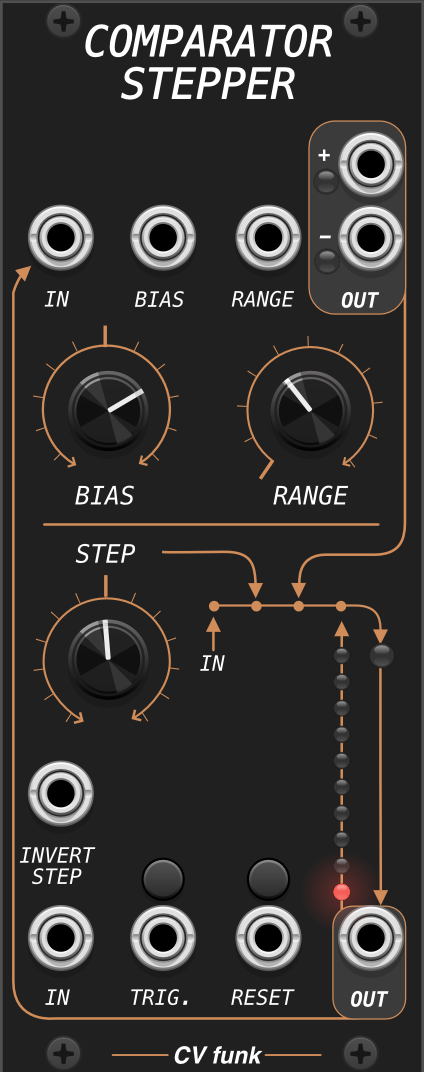 COMPARATOR
STEPPER
+
−
IN BIAS RANGE OUT
BIAS RANGE
STEP
IN
INVERT
STEP
IN TRIG. RESET OUT
CV funk